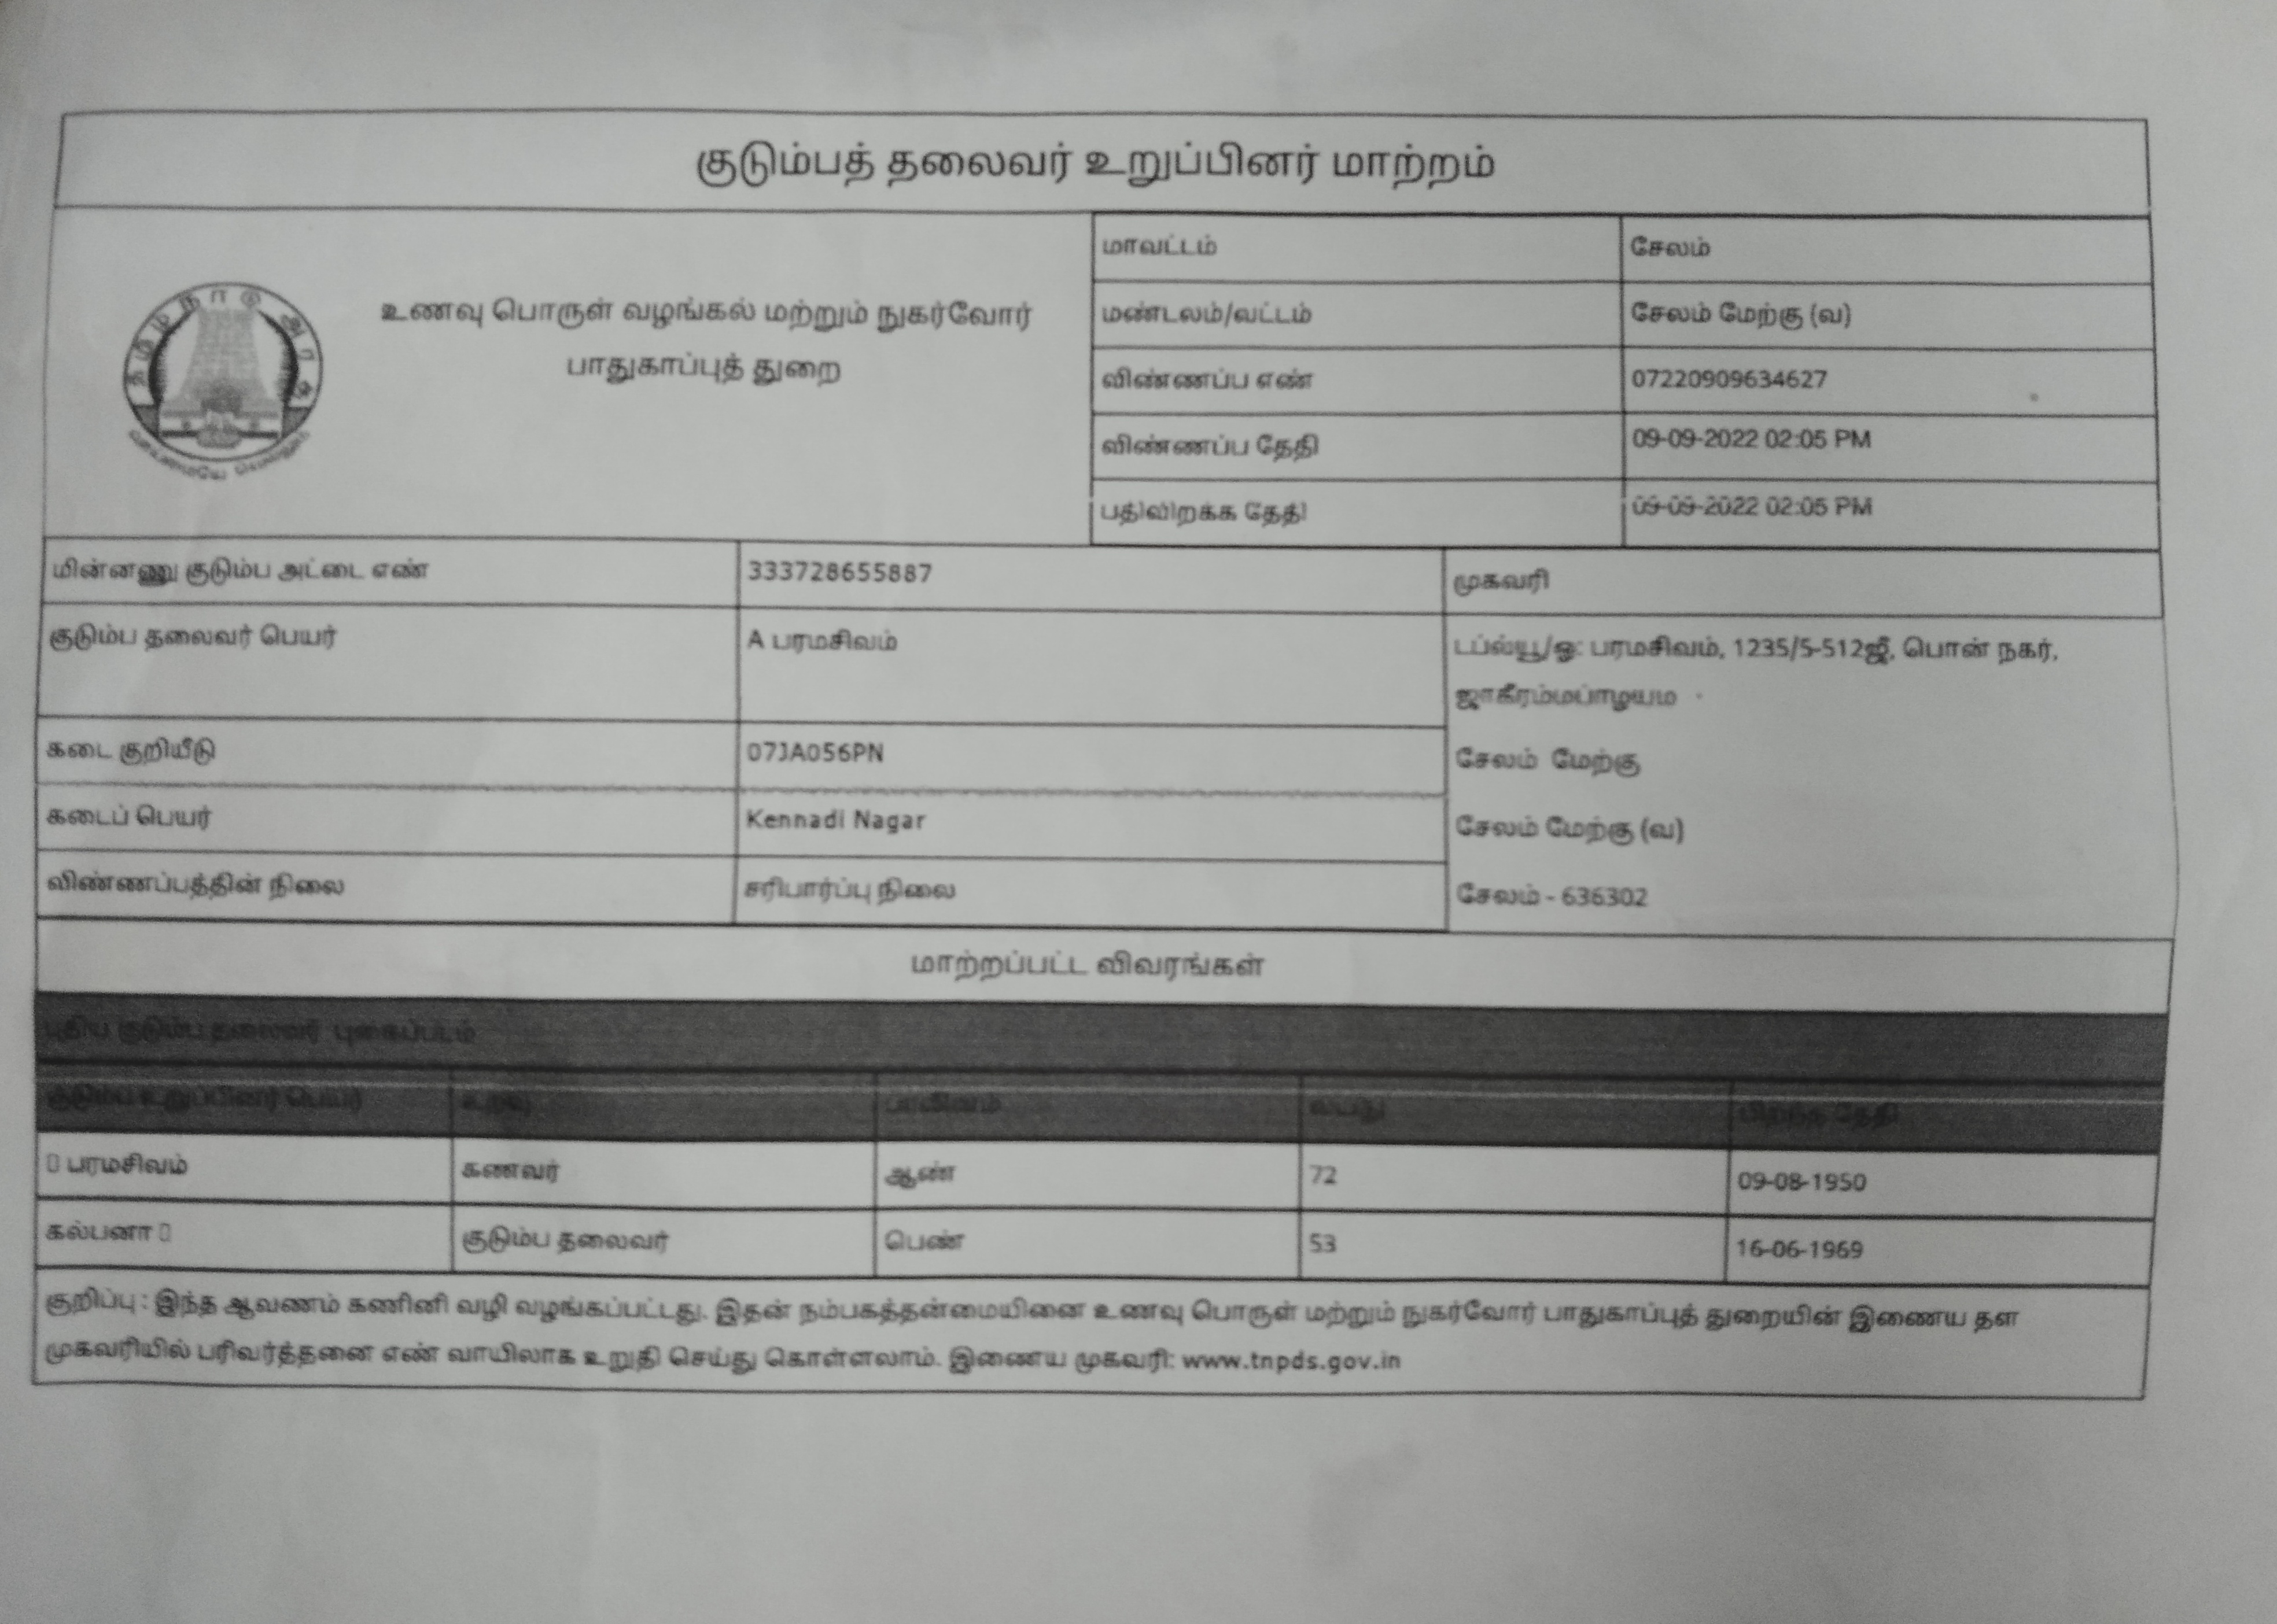 குடும்பத் தலைவர் உறுப்பினர் மாற்றம்
தமிழ்நாடு அரசு
உணவு பொருள் வழங்கல் மற்றும் நுகர்வோர்
பாதுகாப்புத் துறை
மாவட்டம் சேலம்
மண்டலம்/வட்டம் சேலம் மேற்கு (வ)
விண்ணப்ப எண் 07220909634627
விண்ணப்ப தேதி 09-09-2022 02:05 PM
பதிவிறக்க தேதி 09-09-2022 02:05 PM
மின்னணு குடும்ப அட்டை எண் 333728655887 முகவரி
குடும்ப தலைவர் பெயர் A பரமசிவம்
டப்ல்யூ/ஓ: பரமசிவம், 1235/5-512ஜீ, பொன் நகர்,
ஜாகீரம்மபாழயம
கடை குறியீடு 07JA056PN சேலம் மேற்கு
கடைப் பெயர் Kennadi Nagar சேலம் மேற்கு (வ)
விண்ணப்பத்தின் நிலை சரிபார்ப்பு நிலை சேலம் - 636302
மாற்றப்பட்ட விவரங்கள்
புதிய குடும்ப தலைவர் புகைப்படம்
குடும்ப உறுப்பினர் பெயர் உறவு பாலினம் வயது பிறந்த தேதி
பரமசிவம் கணவர் ஆண் 72 09-08-1950
கல்பனா குடும்ப தலைவர் பெண் 53 16-06-1969
குறிப்பு : இந்த ஆவணம் கணினி வழி வழங்கப்பட்டது. இதன் நம்பகத்தன்மையினை உணவு பொருள் மற்றும் நுகர்வோர் பாதுகாப்புத் துறையின் இணைய தள
முகவரியில் பரிவர்த்தனை எண் வாயிலாக உறுதி செய்து கொள்ளலாம். இணைய முகவரி: www.tnpds.gov.in